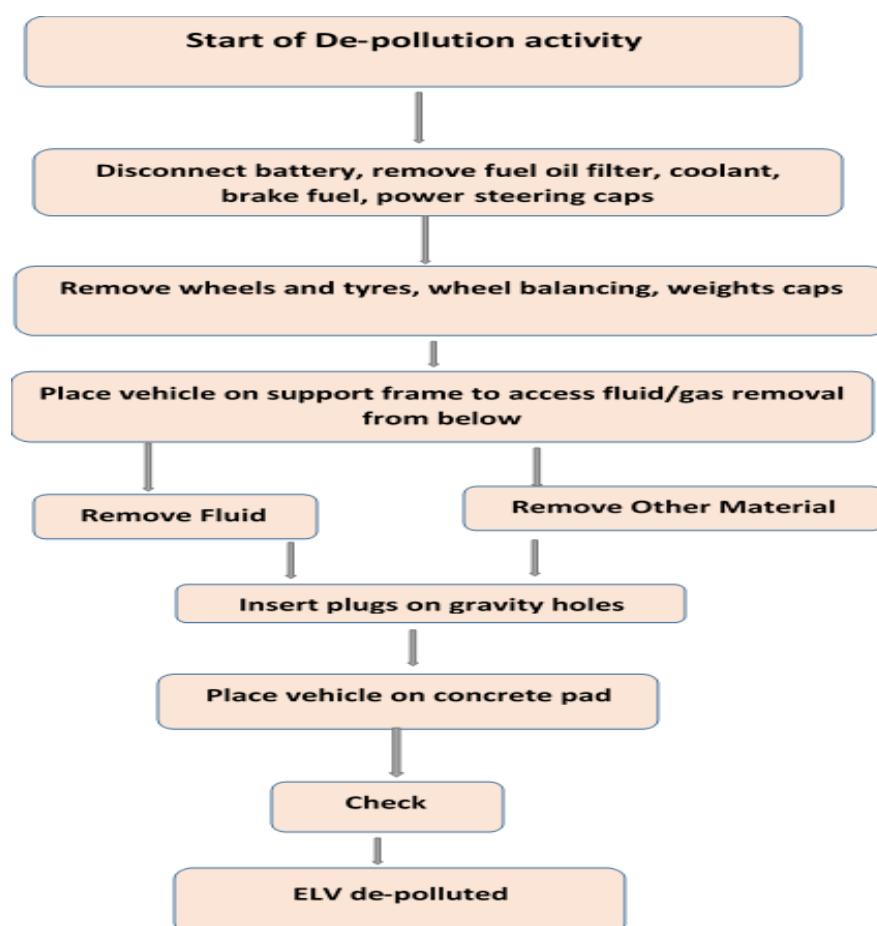 Start of De-pollution activity
Disconnect battery, remove fuel oil filter, coolant,
brake fuel, power steering caps
Remove wheels and tyres, wheel balancing, weights caps
Place vehicle on support frame to access fluid/gas removal
from below
Remove Fluid
Remove Other Material
Insert plugs on gravity holes
Place vehicle on concrete pad
Check
ELV de-polluted